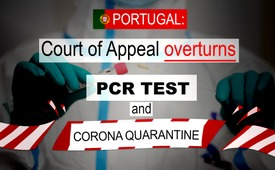 PORTUGAL:
Court of Appeal overturns
PCR TEST
and
CORONA QUARANTINE